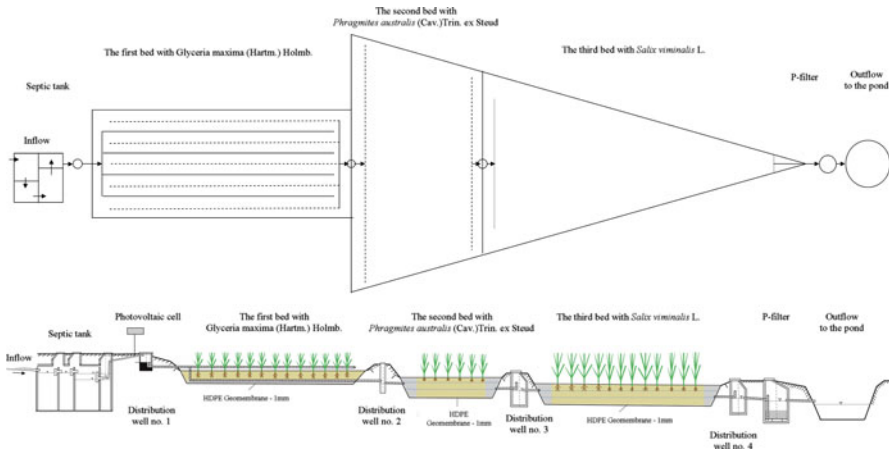 The second bed with
Phragmites australis (Cav.)Trin. ex Steud
The first bed with Glyceria maxima (Hartm.) Holmb.
The third bed with Salix viminalis L.
Septic tank
P-filter
Outflow
to the pond
Inflow
Photovoltaic cell
The first bed with
Glyceria maxima (Hartm.) Holmb.
The second bed with
Phragmites australis (Cav.)Trin. ex Steud
The third bed with Salix viminalis L.
P-filter
Outflow
to the pond
Septic tank
Inflow
HDPE Geomembrane - 1mm
HDPE
Geomembrane - 1mm
HDPE Geomembrane - 1mm
Distribution
well no. 1
Distribution
well no. 2
Distribution
well no. 3
Distribution
well no. 4